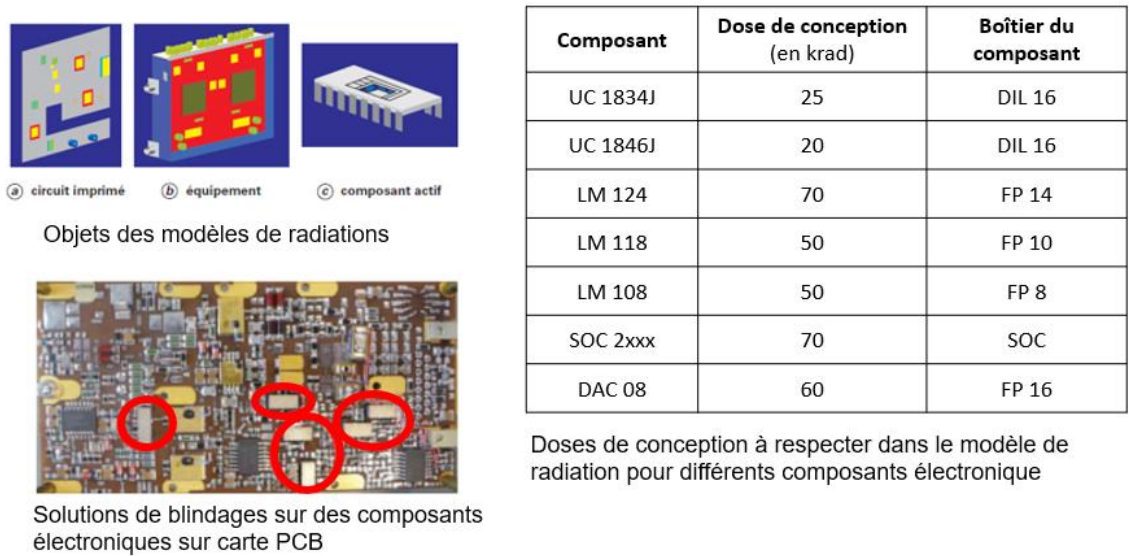 ⓐ circuit imprimé
ⓑ équipement
ⓒ composant actif
Objets des modèles de radiations
Solutions de blindages sur des composants
électroniques sur carte PCB
Composant Dose de conception (en krad) Boîtier du composant
UC 1834J 25 DIL 16
UC 1846J 20 DIL 16
LM 124 70 FP 14
LM 118 50 FP 10
LM 108 50 FP 8
SOC 2xxx 70 SOC
DAC 08 60 FP 16
Doses de conception à respecter dans le modèle de
radiation pour différents composants électronique